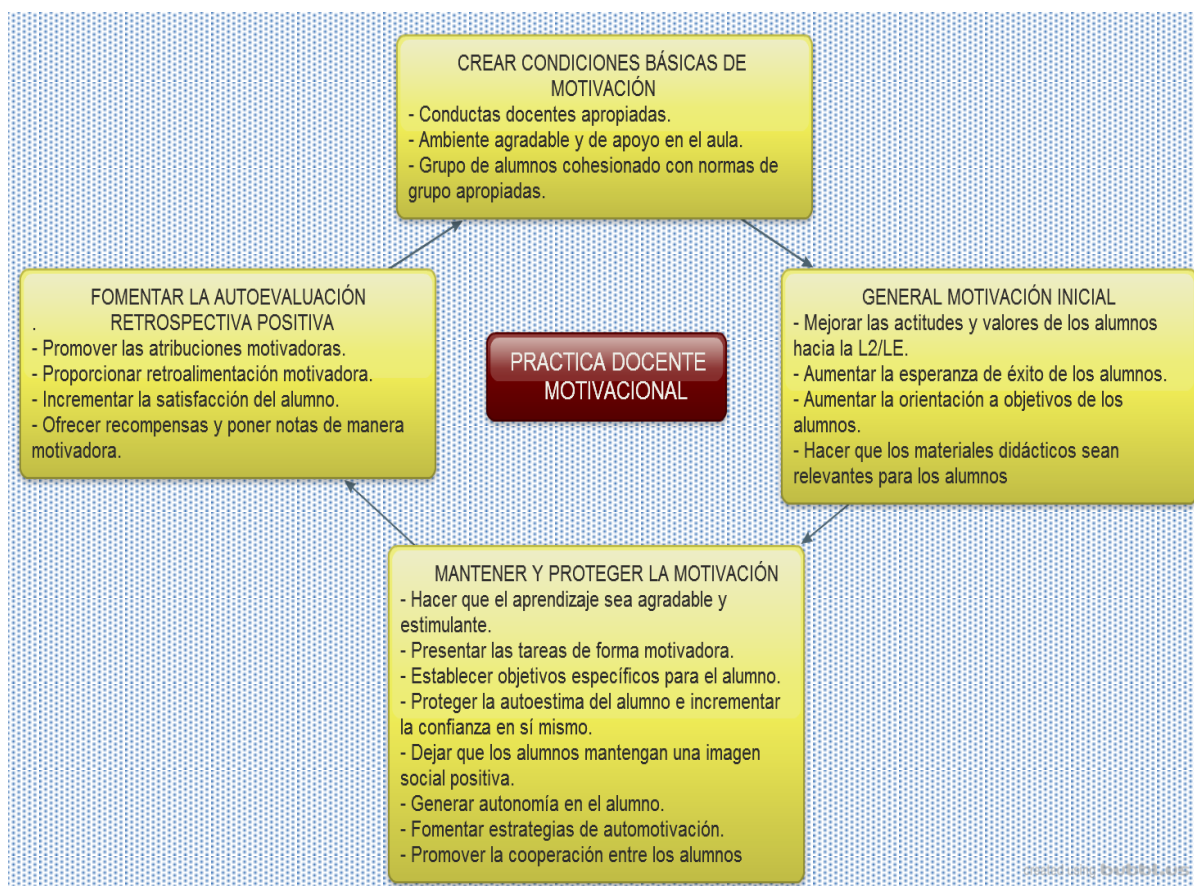 CREAR CONDICIONES BÁSICAS DE
MOTIVACIÓN
- Conductas docentes apropiadas.
- Ambiente agradable y de apoyo en el aula.
- Grupo de alumnos cohesionado con normas de
grupo apropiadas.
FOMENTAR LA AUTOEVALUACIÓN
. RETROSPECTIVA POSITIVA
- Promover las atribuciones motivadoras.
- Proporcionar retroalimentación motivadora.
- Incrementar la satisfacción del alumno.
- Ofrecer recompensas y poner notas de manera
motivadora.
PRACTICA DOCENTE
MOTIVACIONAL
GENERAL MOTIVACIÓN INICIAL
- Mejorar las actitudes y valores de los alumnos
hacia la L2/LE.
- Aumentar la esperanza de éxito de los alumnos.
- Aumentar la orientación a objetivos de los
alumnos.
- Hacer que los materiales didácticos sean
relevantes para los alumnos
MANTENER Y PROTEGER LA MOTIVACIÓN
- Hacer que el aprendizaje sea agradable y
estimulante.
- Presentar las tareas de forma motivadora.
- Establecer objetivos específicos para el alumno.
- Proteger la autoestima del alumno e incrementar
la confianza en sí mismo.
- Dejar que los alumnos mantengan una imagen
social positiva.
- Generar autonomía en el alumno.
- Fomentar estrategias de automotivación.
- Promover la cooperación entre los alumnos
bubbl.us